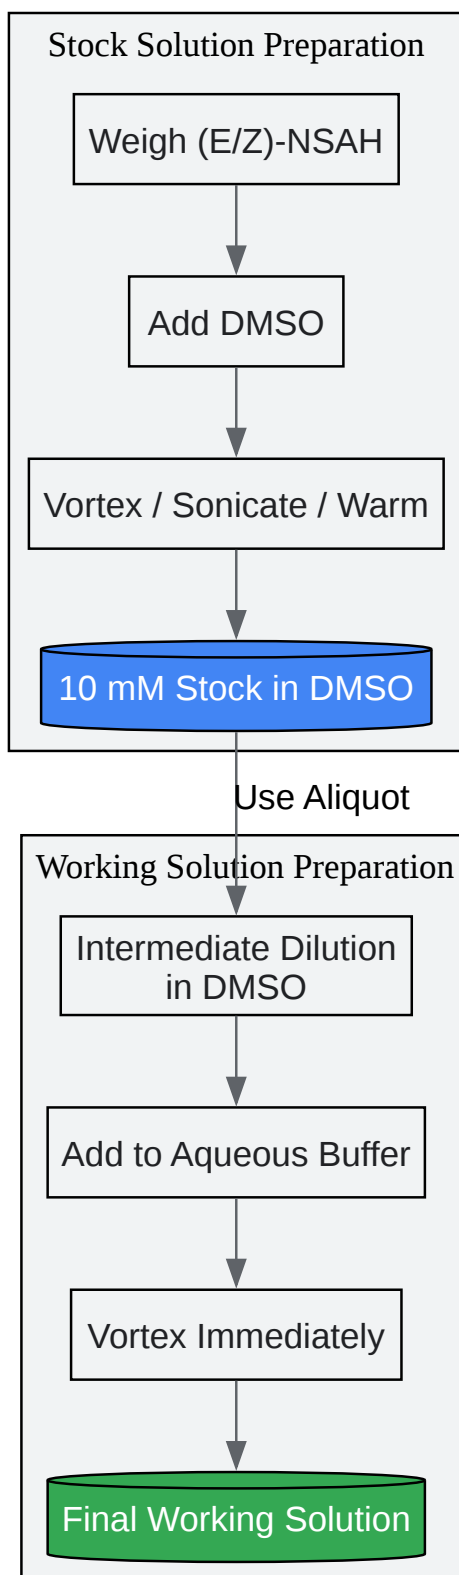 Stock Solution Preparation
Weigh (E/Z)-NSAH
Add DMSO
Vortex / Sonicate / Warm
10 mM Stock in DMSO
Use Aliquot
Working Solution Preparation
Intermediate Dilution
in DMSO
Add to Aqueous Buffer
Vortex Immediately
Final Working Solution